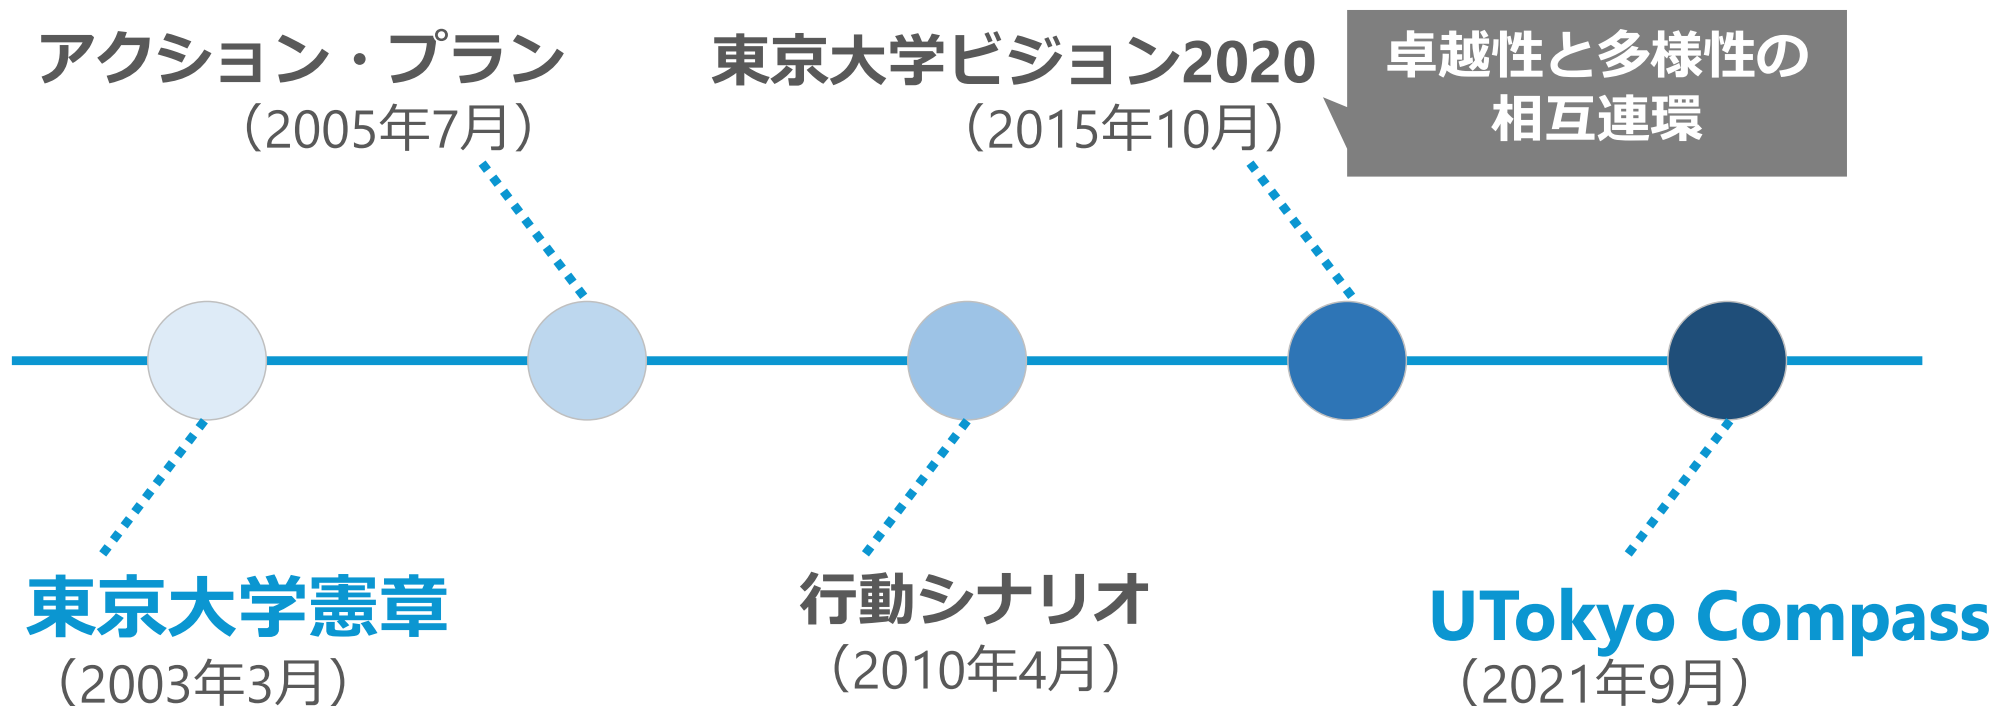 アクション・プラン
（2005年7月）
東京大学ビジョン2020
（2015年10月）
卓越性と多様性の
相互連環
東京大学憲章
（2003年3月）
行動シナリオ
（2010年4月）
UTokyo Compass
（2021年9月）